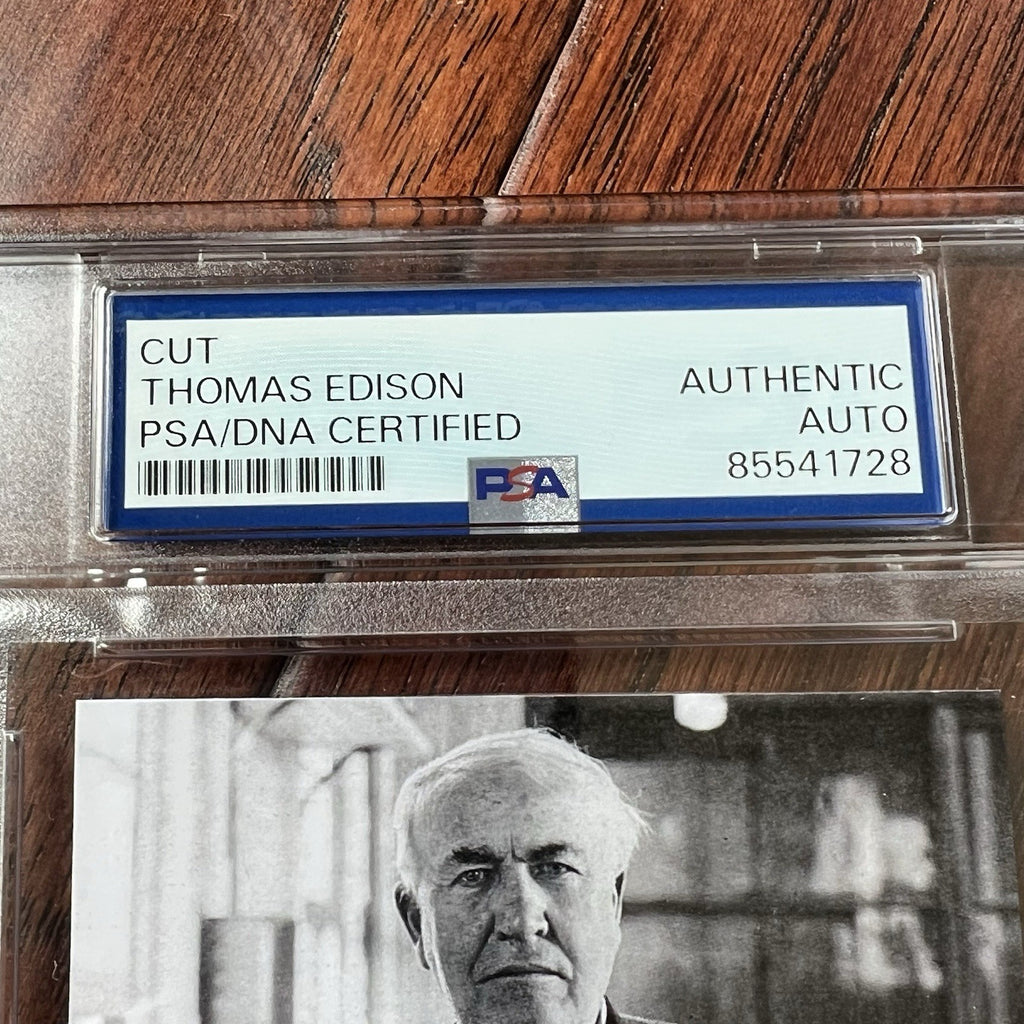 CUT
THOMAS EDISON
PSA/DNA CERTIFIED
AUTHENTIC
AUTO
85541728
PSA